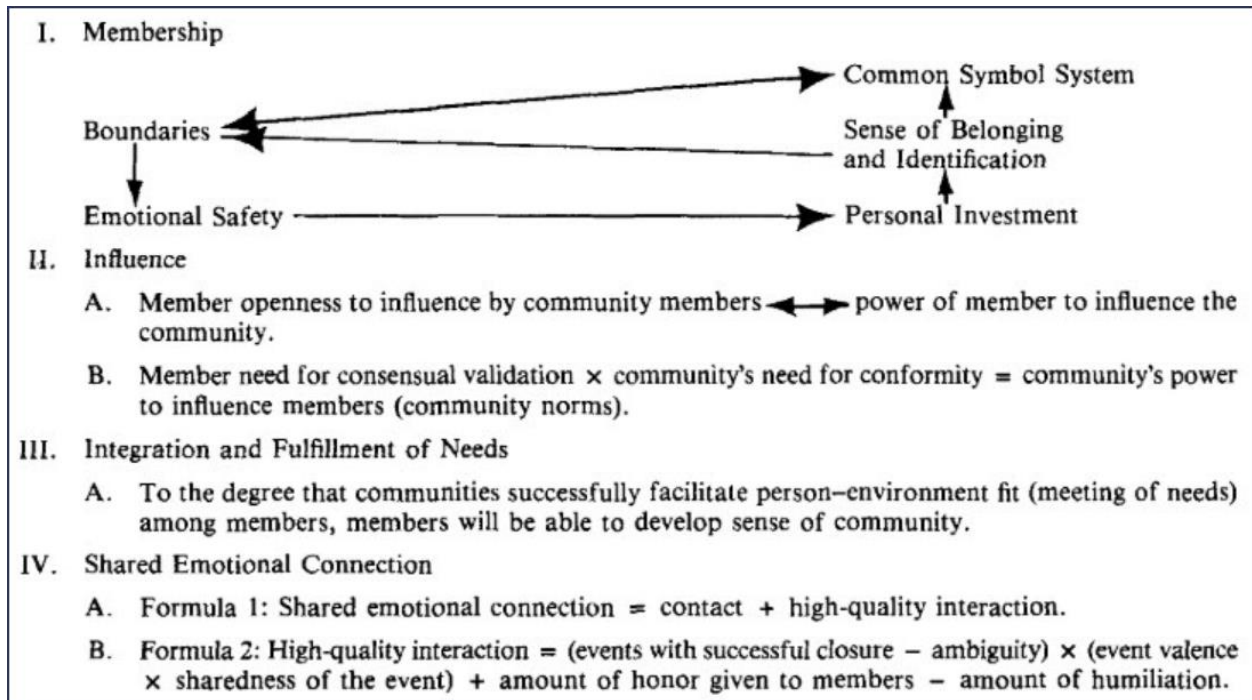 I. Membership
Common Symbol System
Boundaries
Sense of Belonging
and Identification
Emotional Safety
Personal Investment
II. Influence
A. Member openness to influence by community members power of member to influence the
community.
B. Member need for consensual validation × community's need for conformity = community's power
to influence members (community norms).
III. Integration and Fulfillment of Needs
A. To the degree that communities successfully facilitate person–environment fit (meeting of needs)
among members, members will be able to develop sense of community.
IV. Shared Emotional Connection
A. Formula 1: Shared emotional connection = contact + high-quality interaction.
B. Formula 2: High-quality interaction = (events with successful closure − ambiguity) × (event valence
× sharedness of the event) + amount of honor given to members − amount of humiliation.